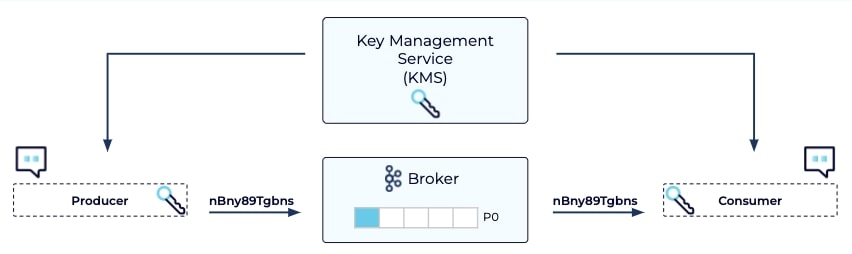 Key Management
Service
(KMS)
Broker
Producer
nBny89Tgbns
P0
nBny89Tgbns
Consumer